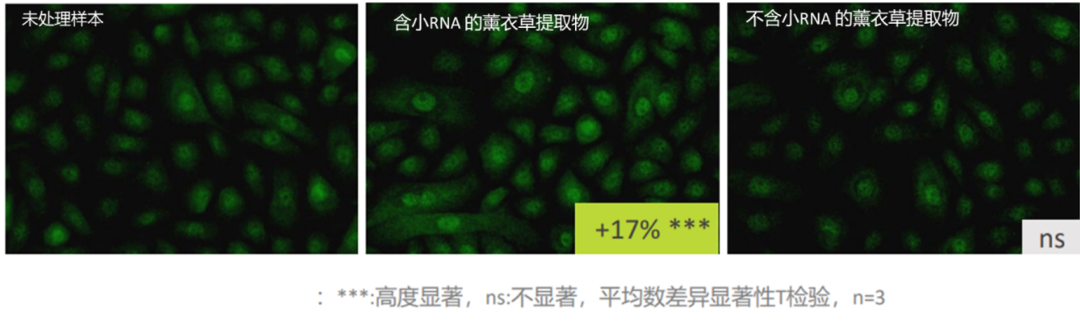 未处理样本
含小RNA 的薰衣草提取物
不含小RNA 的薰衣草提取物
+17% ***
ns
：***:高度显著，ns:不显著，平均数差异显著性T检验，n=3